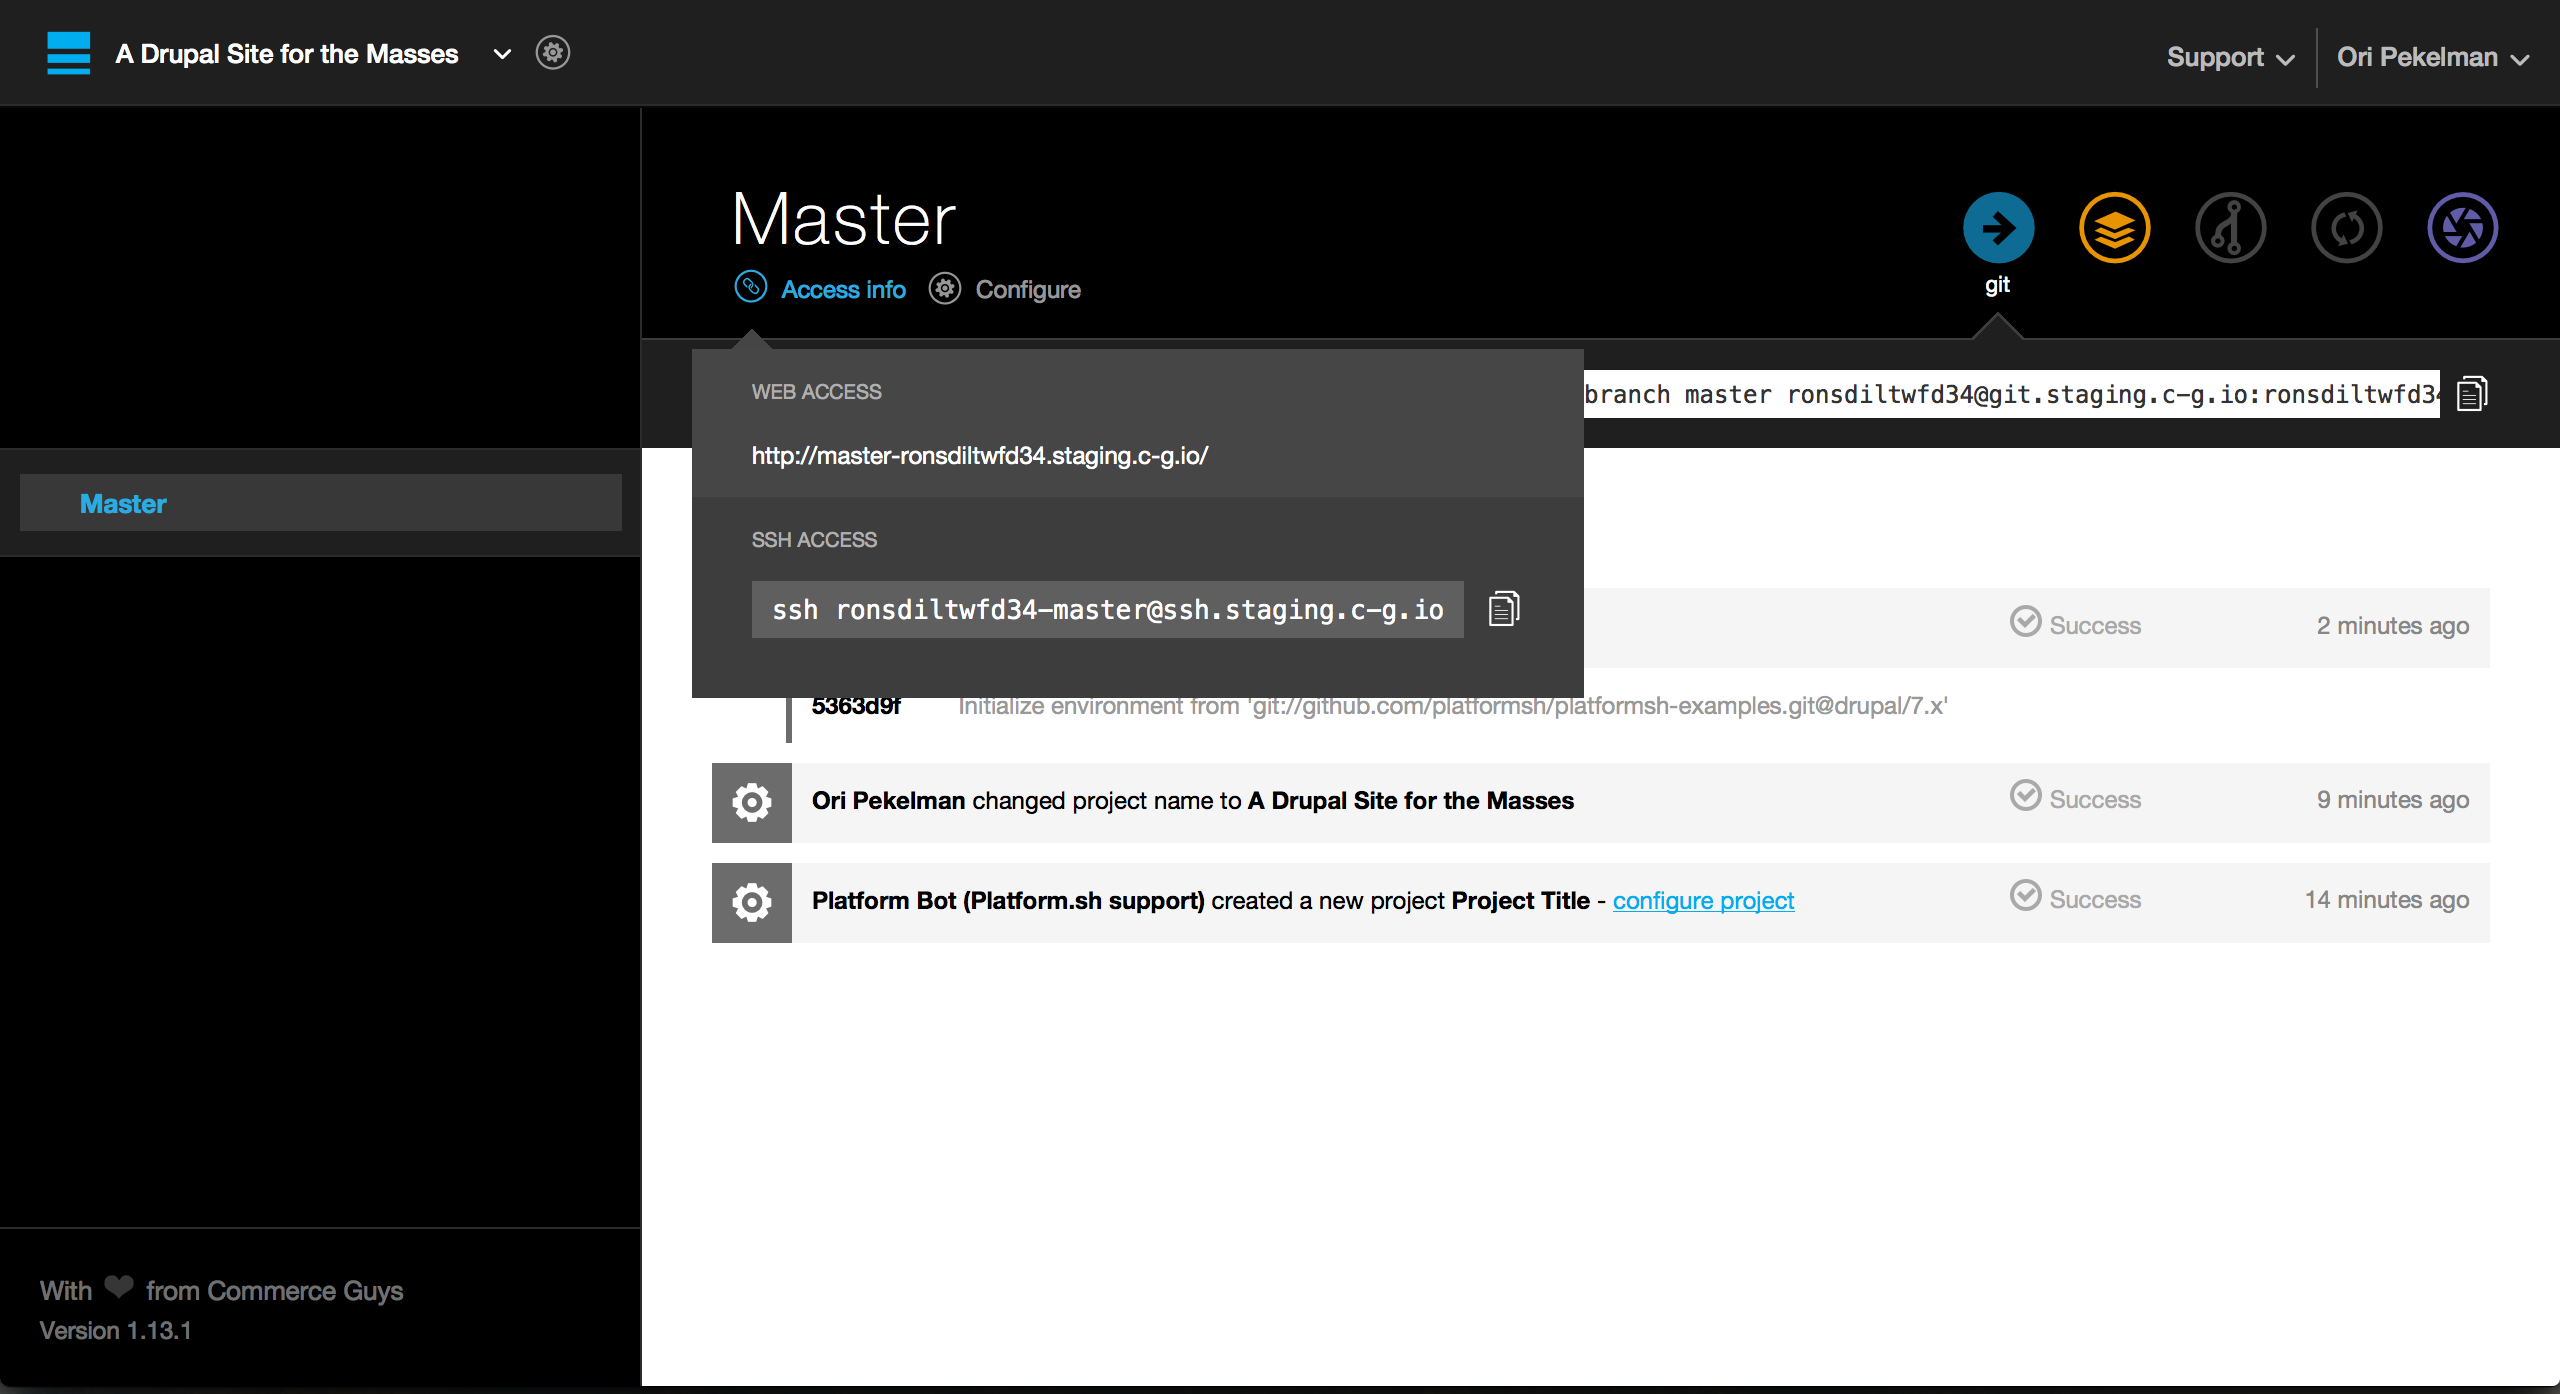 A Drupal Site for the Masses
Support
Ori Pekelman
Master
Access info
Configure
git
WEB ACCESS
http://master-ronsdiltwfd34.staging.c-g.io/
branch master ronsdiltwfd34@git.staging.c-g.io:ronsdiltwfd34
Master
SSH ACCESS
ssh ronsdiltwfd34-master@ssh.staging.c-g.io
Success
2 minutes ago
5363d9f
Initialize environment from 'git://github.com/platformsh/platformsh-examples.git@drupal/7.x'
Ori Pekelman changed project name to A Drupal Site for the Masses
Success
9 minutes ago
Platform Bot (Platform.sh support) created a new project Project Title - configure project
Success
14 minutes ago
With ❤ from Commerce Guys
Version 1.13.1